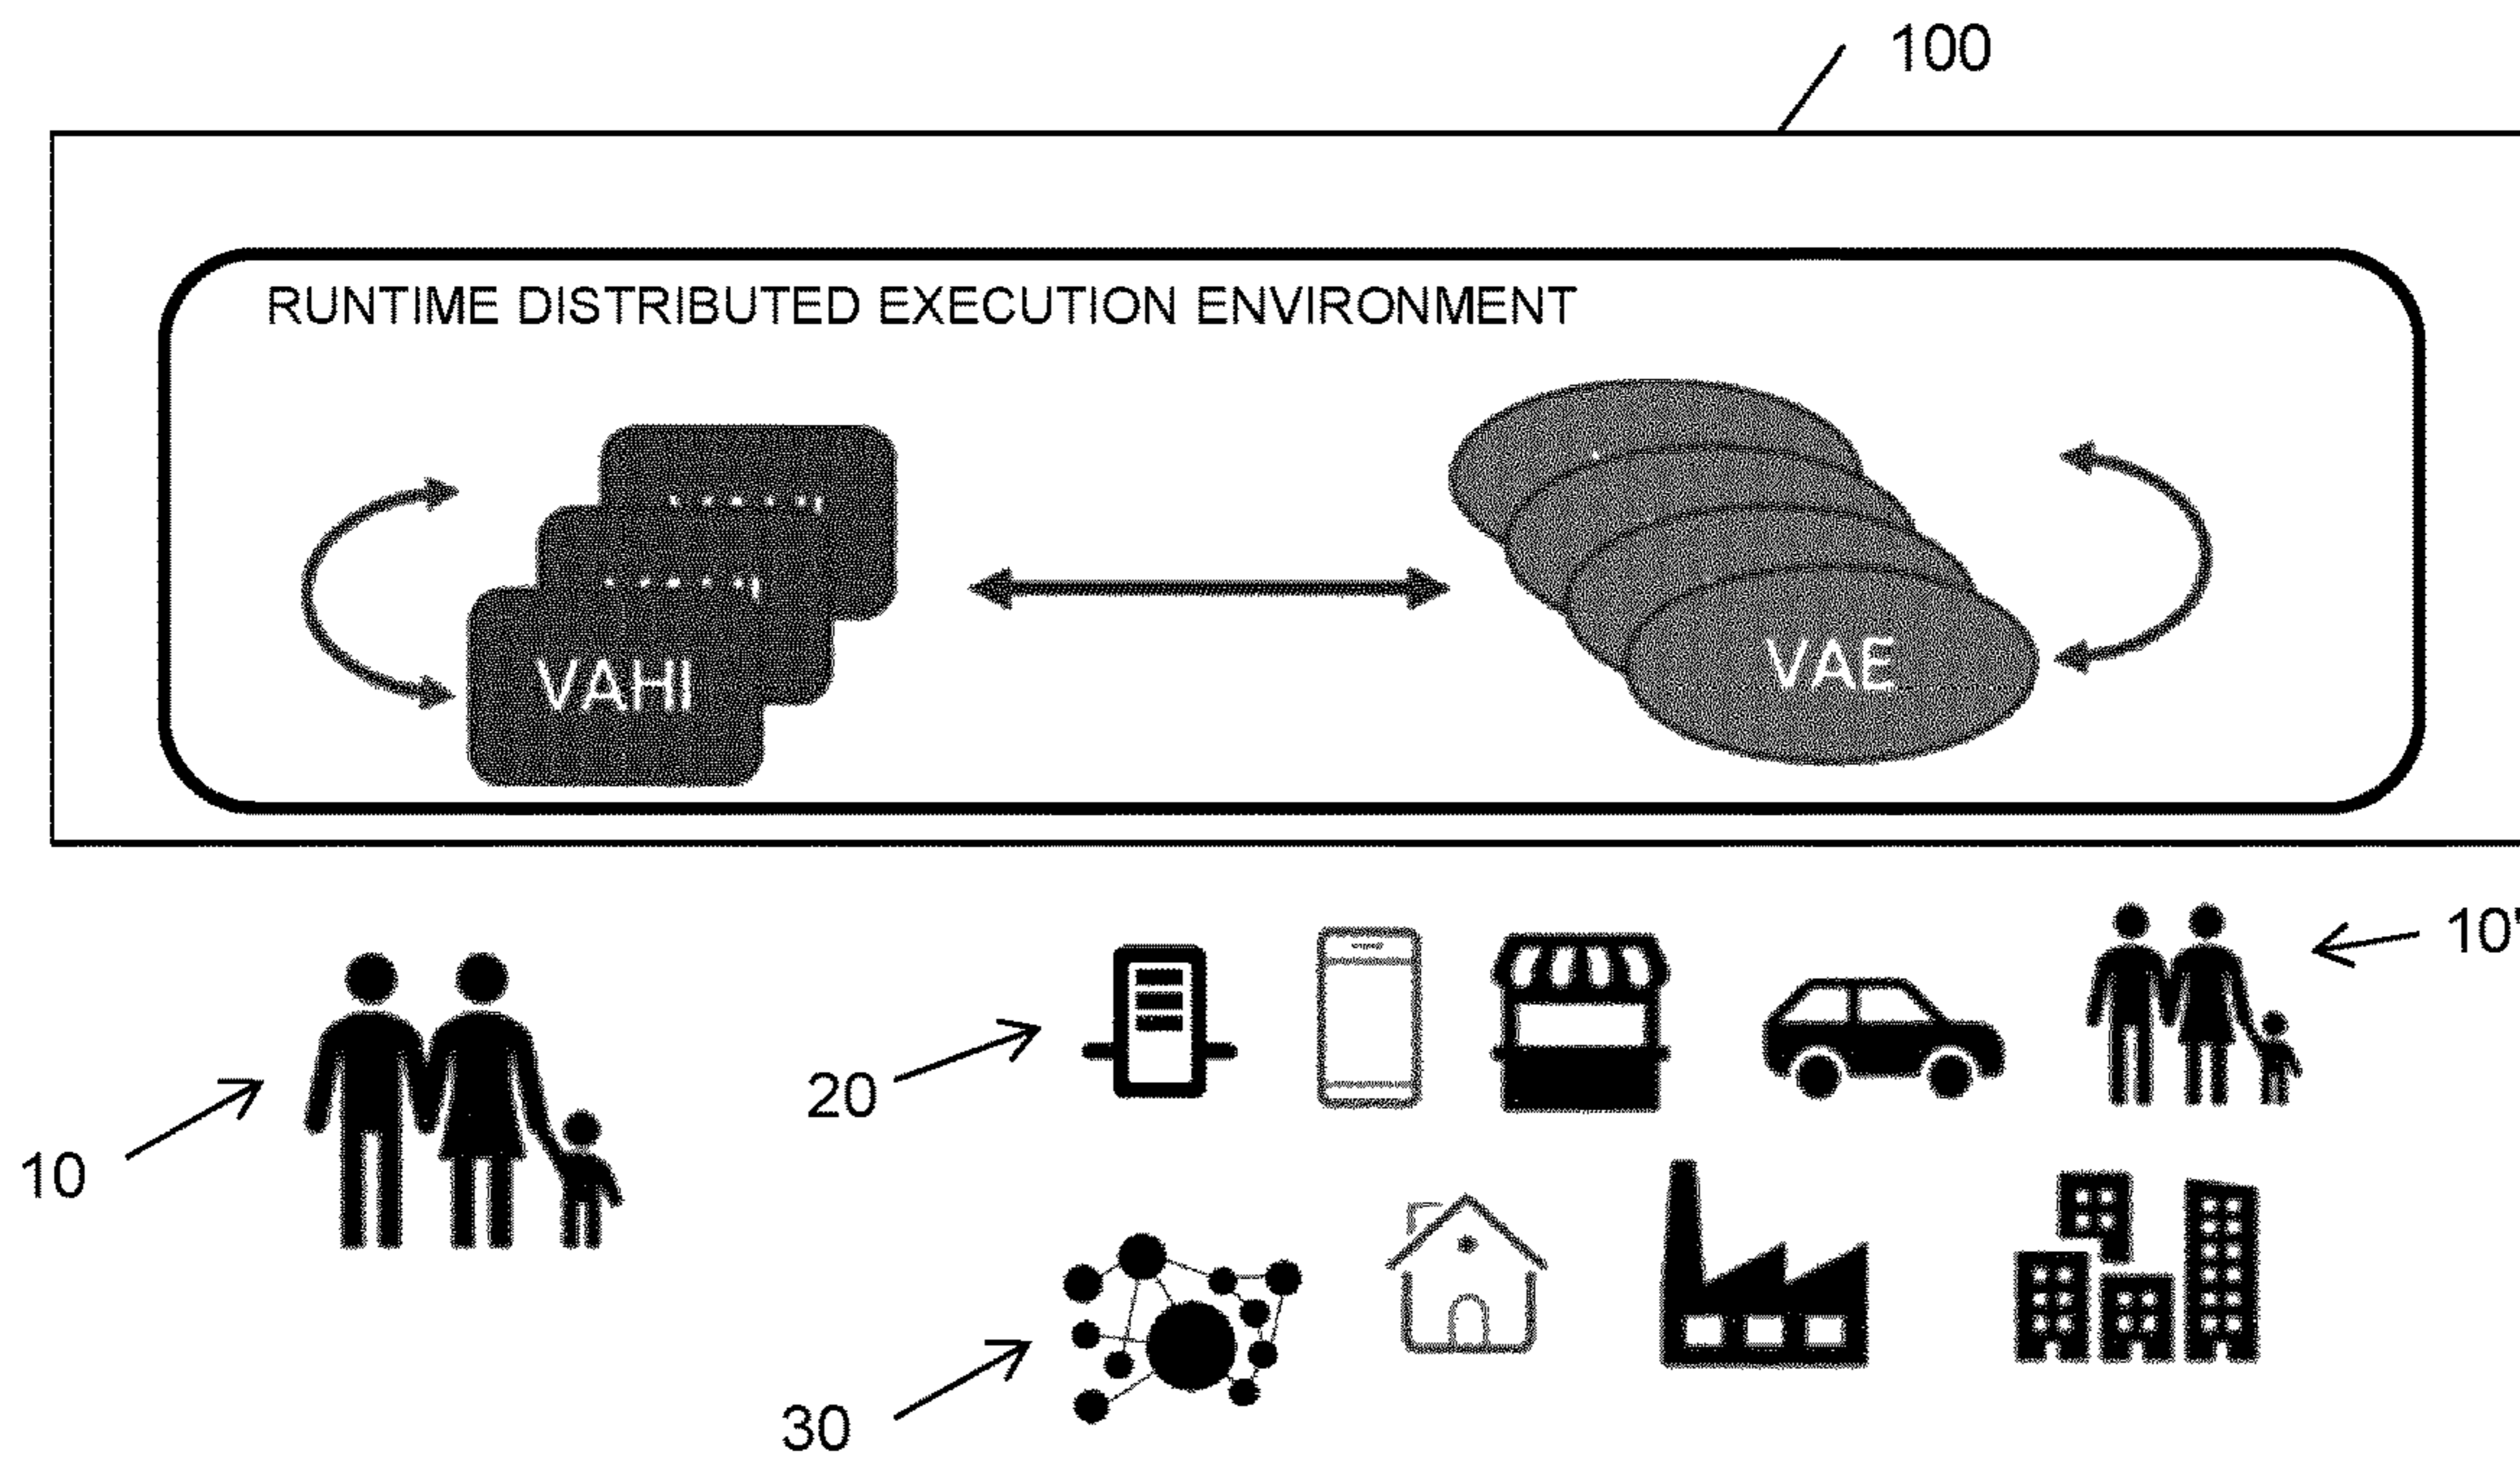 100
RUNTIME DISTRIBUTED EXECUTION ENVIRONMENT
VAHI
VAE
10'
20
10
30